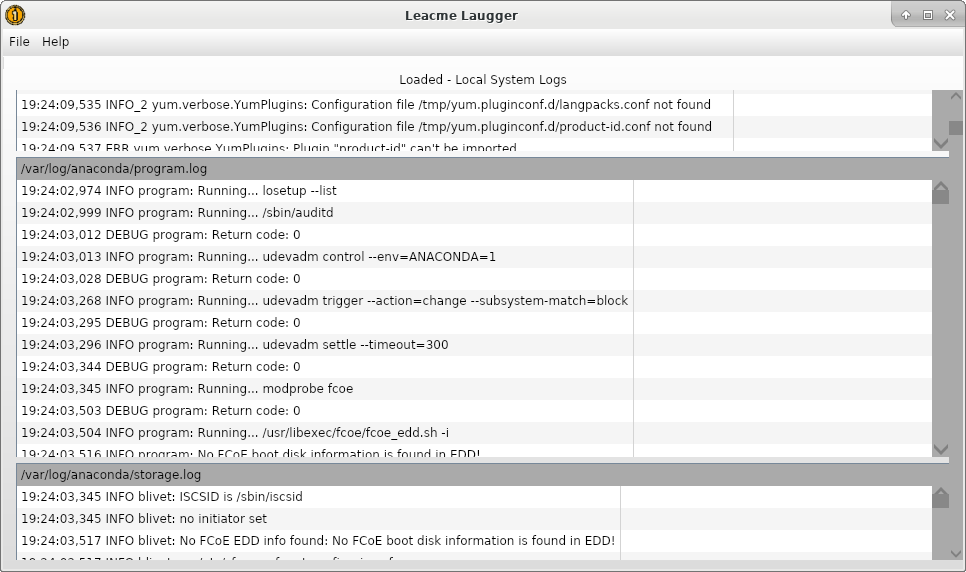 Leacme Laugger
File Help
Loaded - Local System Logs
19:24:09,535 INFO_2 yum.verbose.YumPlugins: Configuration file /tmp/yum.pluginconf.d/langpacks.conf not found
19:24:09,536 INFO_2 yum.verbose.YumPlugins: Configuration file /tmp/yum.pluginconf.d/product-id.conf not found
19:24:09,537 ERR yum.verbose.YumPlugins: Plugin "product-id" can't be imported
/var/log/anaconda/program.log
19:24:02,974 INFO program: Running... losetup --list
19:24:02,999 INFO program: Running... /sbin/auditd
19:24:03,012 DEBUG program: Return code: 0
19:24:03,013 INFO program: Running... udevadm control --env=ANACONDA=1
19:24:03,028 DEBUG program: Return code: 0
19:24:03,268 INFO program: Running... udevadm trigger --action=change --subsystem-match=block
19:24:03,295 DEBUG program: Return code: 0
19:24:03,296 INFO program: Running... udevadm settle --timeout=300
19:24:03,344 DEBUG program: Return code: 0
19:24:03,345 INFO program: Running... modprobe fcoe
19:24:03,503 DEBUG program: Return code: 0
19:24:03,504 INFO program: Running... /usr/libexec/fcoe/fcoe_edd.sh -i
19:24:03,516 INFO program: No FCoE boot disk information is found in EDD!
/var/log/anaconda/storage.log
19:24:03,345 INFO blivet: ISCSID is /sbin/iscsid
19:24:03,345 INFO blivet: no initiator set
19:24:03,517 INFO blivet: No FCoE EDD info found: No FCoE boot disk information is found in EDD!